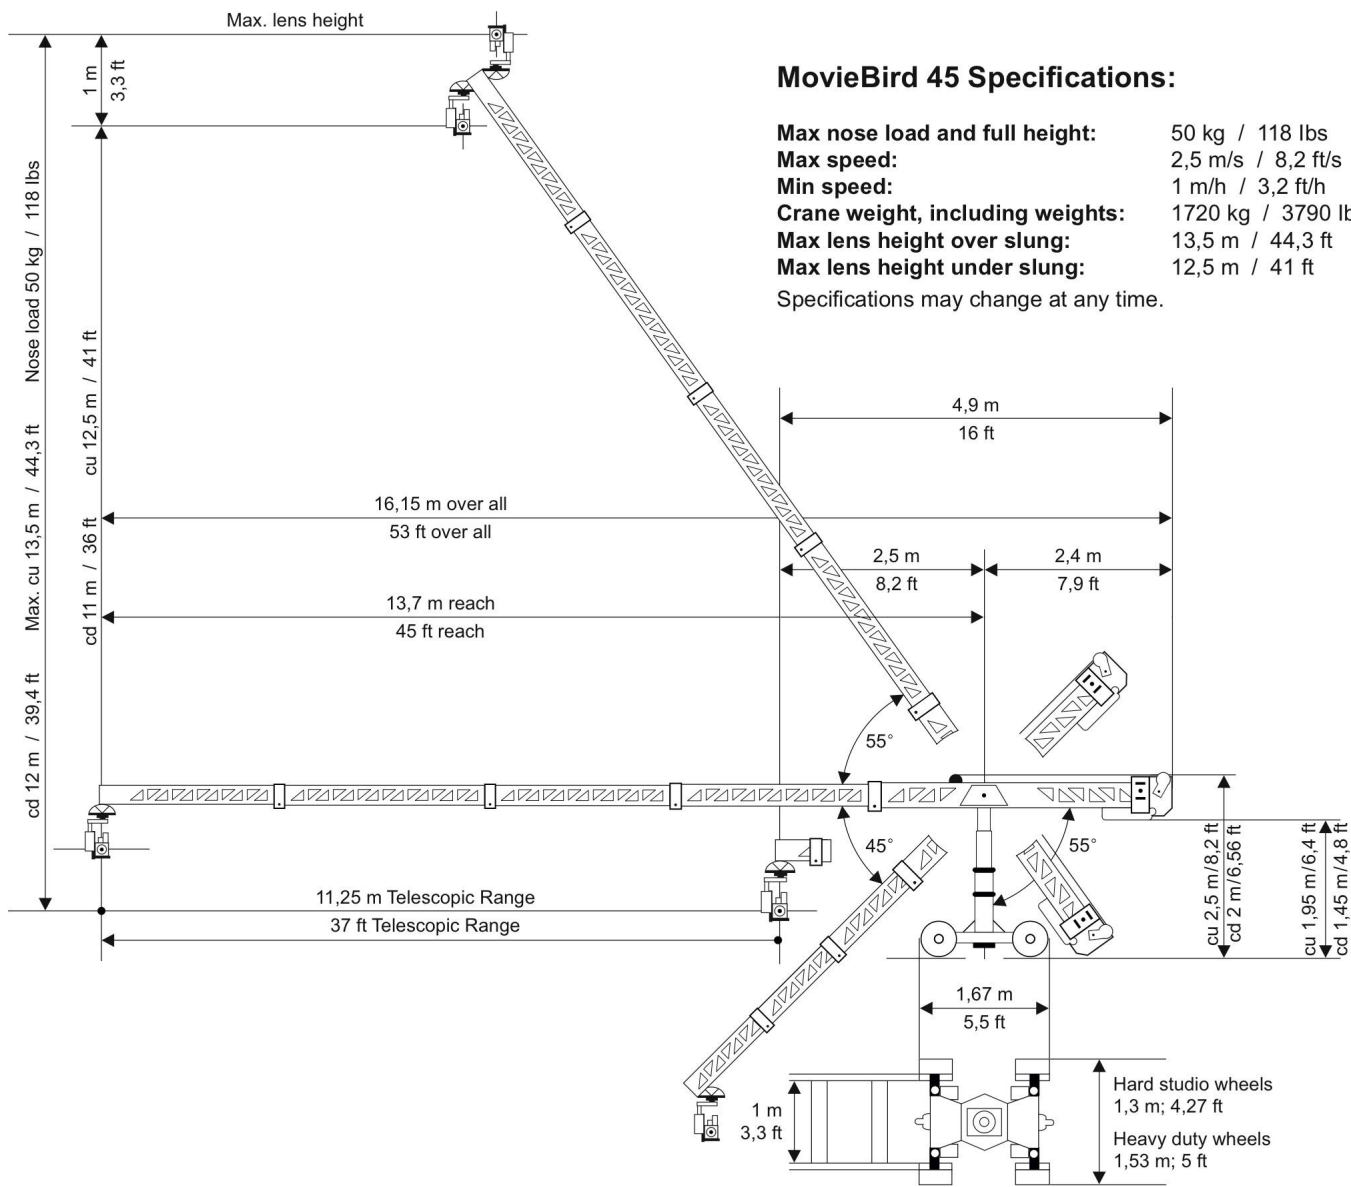 Max. lens height
1 m
3,3 ft
MovieBird 45 Specifications:
Max nose load and full height: 50 kg / 118 lbs
Max speed: 2,5 m/s / 8,2 ft/s
Min speed: 1 m/h / 3,2 ft/h
Crane weight, including weights: 1720 kg / 3790 lb
Max lens height over slung: 13,5 m / 44,3 ft
Max lens height under slung: 12,5 m / 41 ft
Specifications may change at any time.
cd 12 m / 39,4 ft Max. cu 13,5 m / 44,3 ft Nose load 50 kg / 118 lbs
cd 11 m / 36 ft cu 12,5 m / 41 ft
4,9 m
16 ft
16,15 m over all
53 ft over all
2,5 m
8,2 ft
2,4 m
7,9 ft
13,7 m reach
45 ft reach
55°
45°
55°
11,25 m Telescopic Range
37 ft Telescopic Range
cu 2,5 m/8,2 ft
cd 2 m/6,56 ft
cu 1,95 m/6,4 ft
cd 1,45 m/4,8 ft
1,67 m
5,5 ft
1 m
3,3 ft
Hard studio wheels
1,3 m; 4,27 ft
Heavy duty wheels
1,53 m; 5 ft